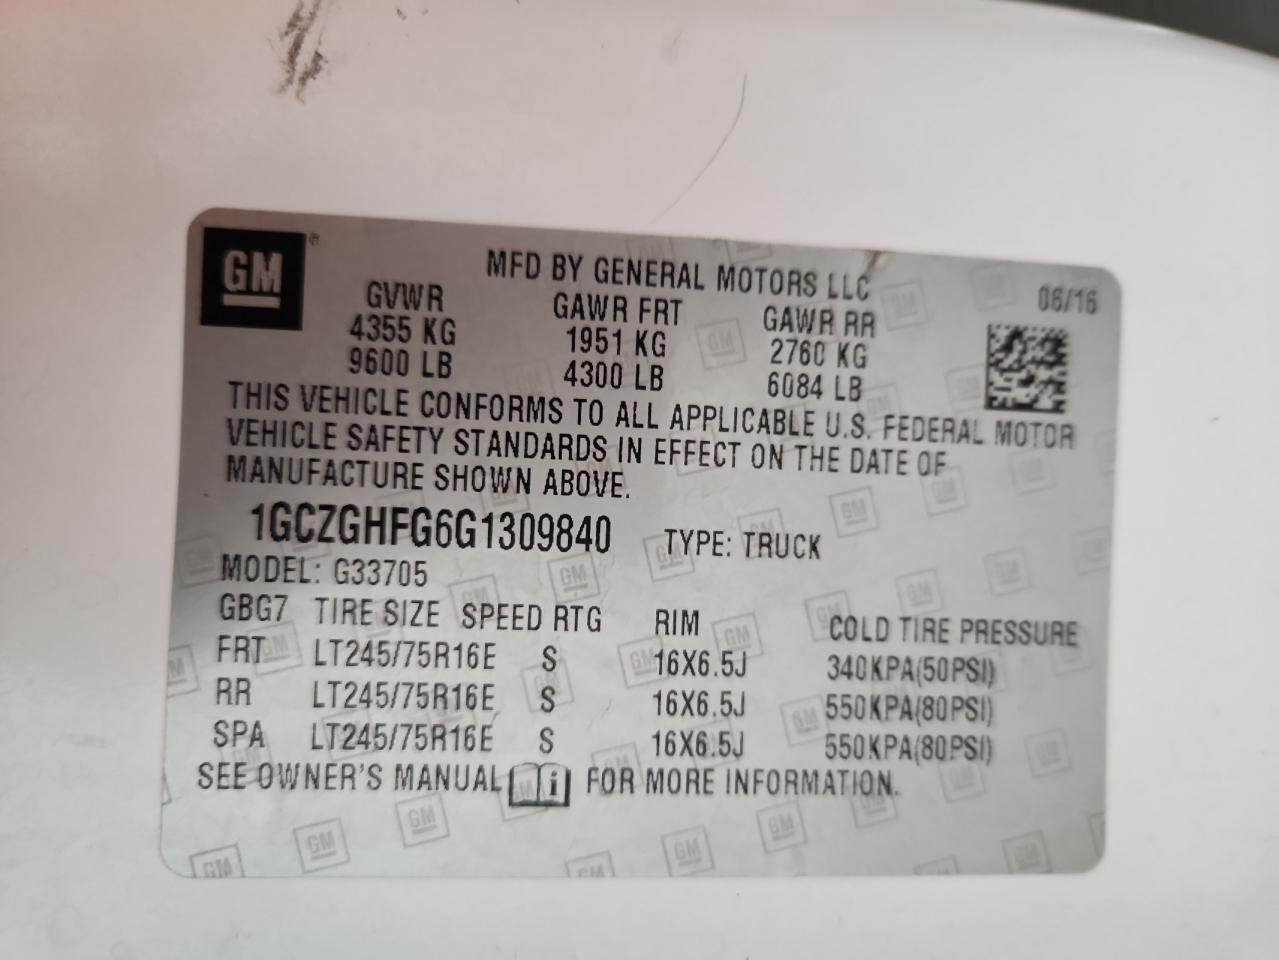 GM ®
MFD BY GENERAL MOTORS LLC
06/16
GVWR GAWR FRT GAWR RR
4355 KG 1951 KG 2760 KG
9600 LB 4300 LB 6084 LB
THIS VEHICLE CONFORMS TO ALL APPLICABLE U.S. FEDERAL MOTOR
VEHICLE SAFETY STANDARDS IN EFFECT ON THE DATE OF
MANUFACTURE SHOWN ABOVE.
1GCZGHFG6G1309840 TYPE: TRUCK
MODEL: G33705
GBG7 TIRE SIZE SPEED RTG RIM COLD TIRE PRESSURE
FRT LT245/75R16E S 16X6.5J 340KPA(50PSI)
RR LT245/75R16E S 16X6.5J 550KPA(80PSI)
SPA LT245/75R16E S 16X6.5J 550KPA(80PSI)
SEE OWNER'S MANUAL i FOR MORE INFORMATION.